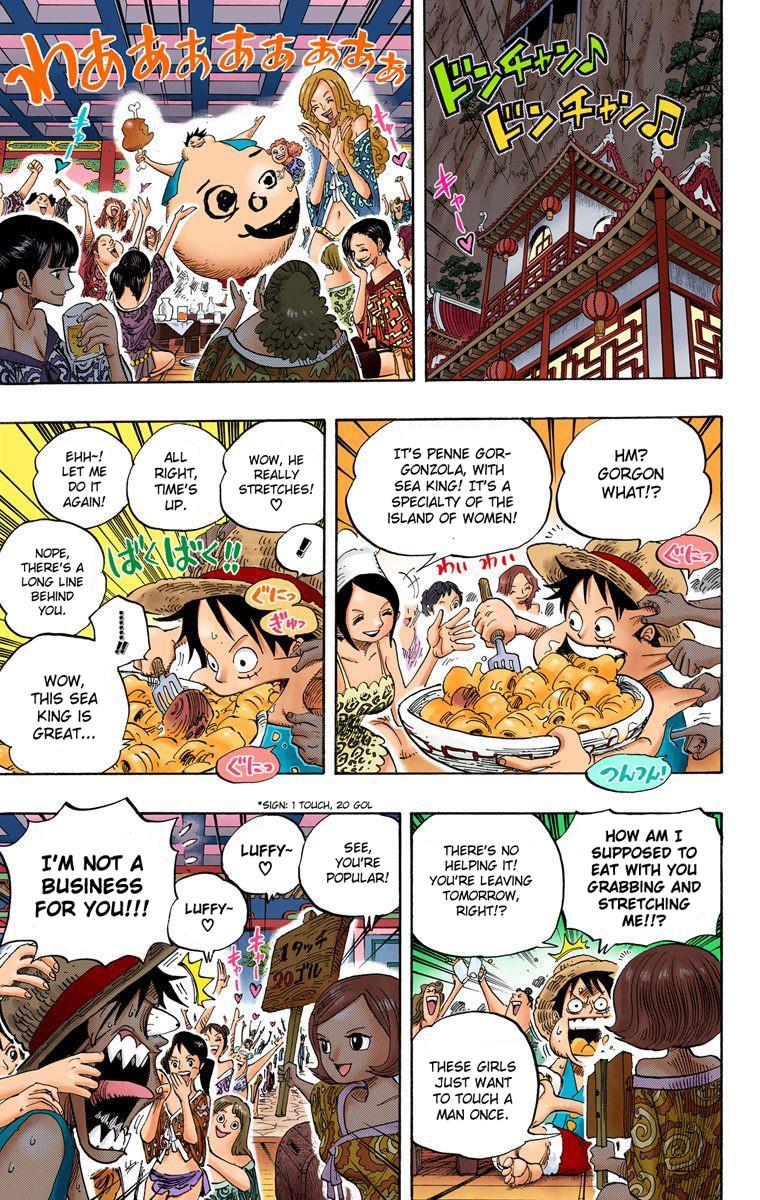 ドンチャン♪
ドンチャン♫
キャー♡
わあああああああぁ
キャー♡
キャー♡
HM?
GORGON
WHAT!?
IT'S PENNE GOR-
GONZOLA, WITH
SEA KING! IT'S A
SPECIALTY OF THE
ISLAND OF WOMEN!
わい わい
ぐにっ
つんつん!
WOW, HE
REALLY
STRETCHES!
♡
ALL
RIGHT,
TIME'S
UP.
EHH~!
LET ME
DO IT
AGAIN!
!
NOPE,
THERE'S A
LONG LINE
BEHIND
YOU.
ばくばく!!
ぐにっ
ぎゅっ
........!!
WOW,
THIS SEA
KING IS
GREAT...
ぐにっ
*SIGN: 1 TOUCH, 20 GOL
HOW AM I
SUPPOSED TO
EAT WITH YOU
GRABBING AND
STRETCHING
ME!!?
THERE'S NO
HELPING IT!
YOU'RE LEAVING
TOMORROW,
RIGHT!?
THESE GIRLS
JUST WANT
TO TOUCH A
MAN ONCE.
SEE,
YOU'RE
POPULAR!
LUFFY~
♡
LUFFY~
♡
1タッチ
20ゴル
キャー♡
キャー♡
I'M NOT A
BUSINESS
FOR YOU!!!